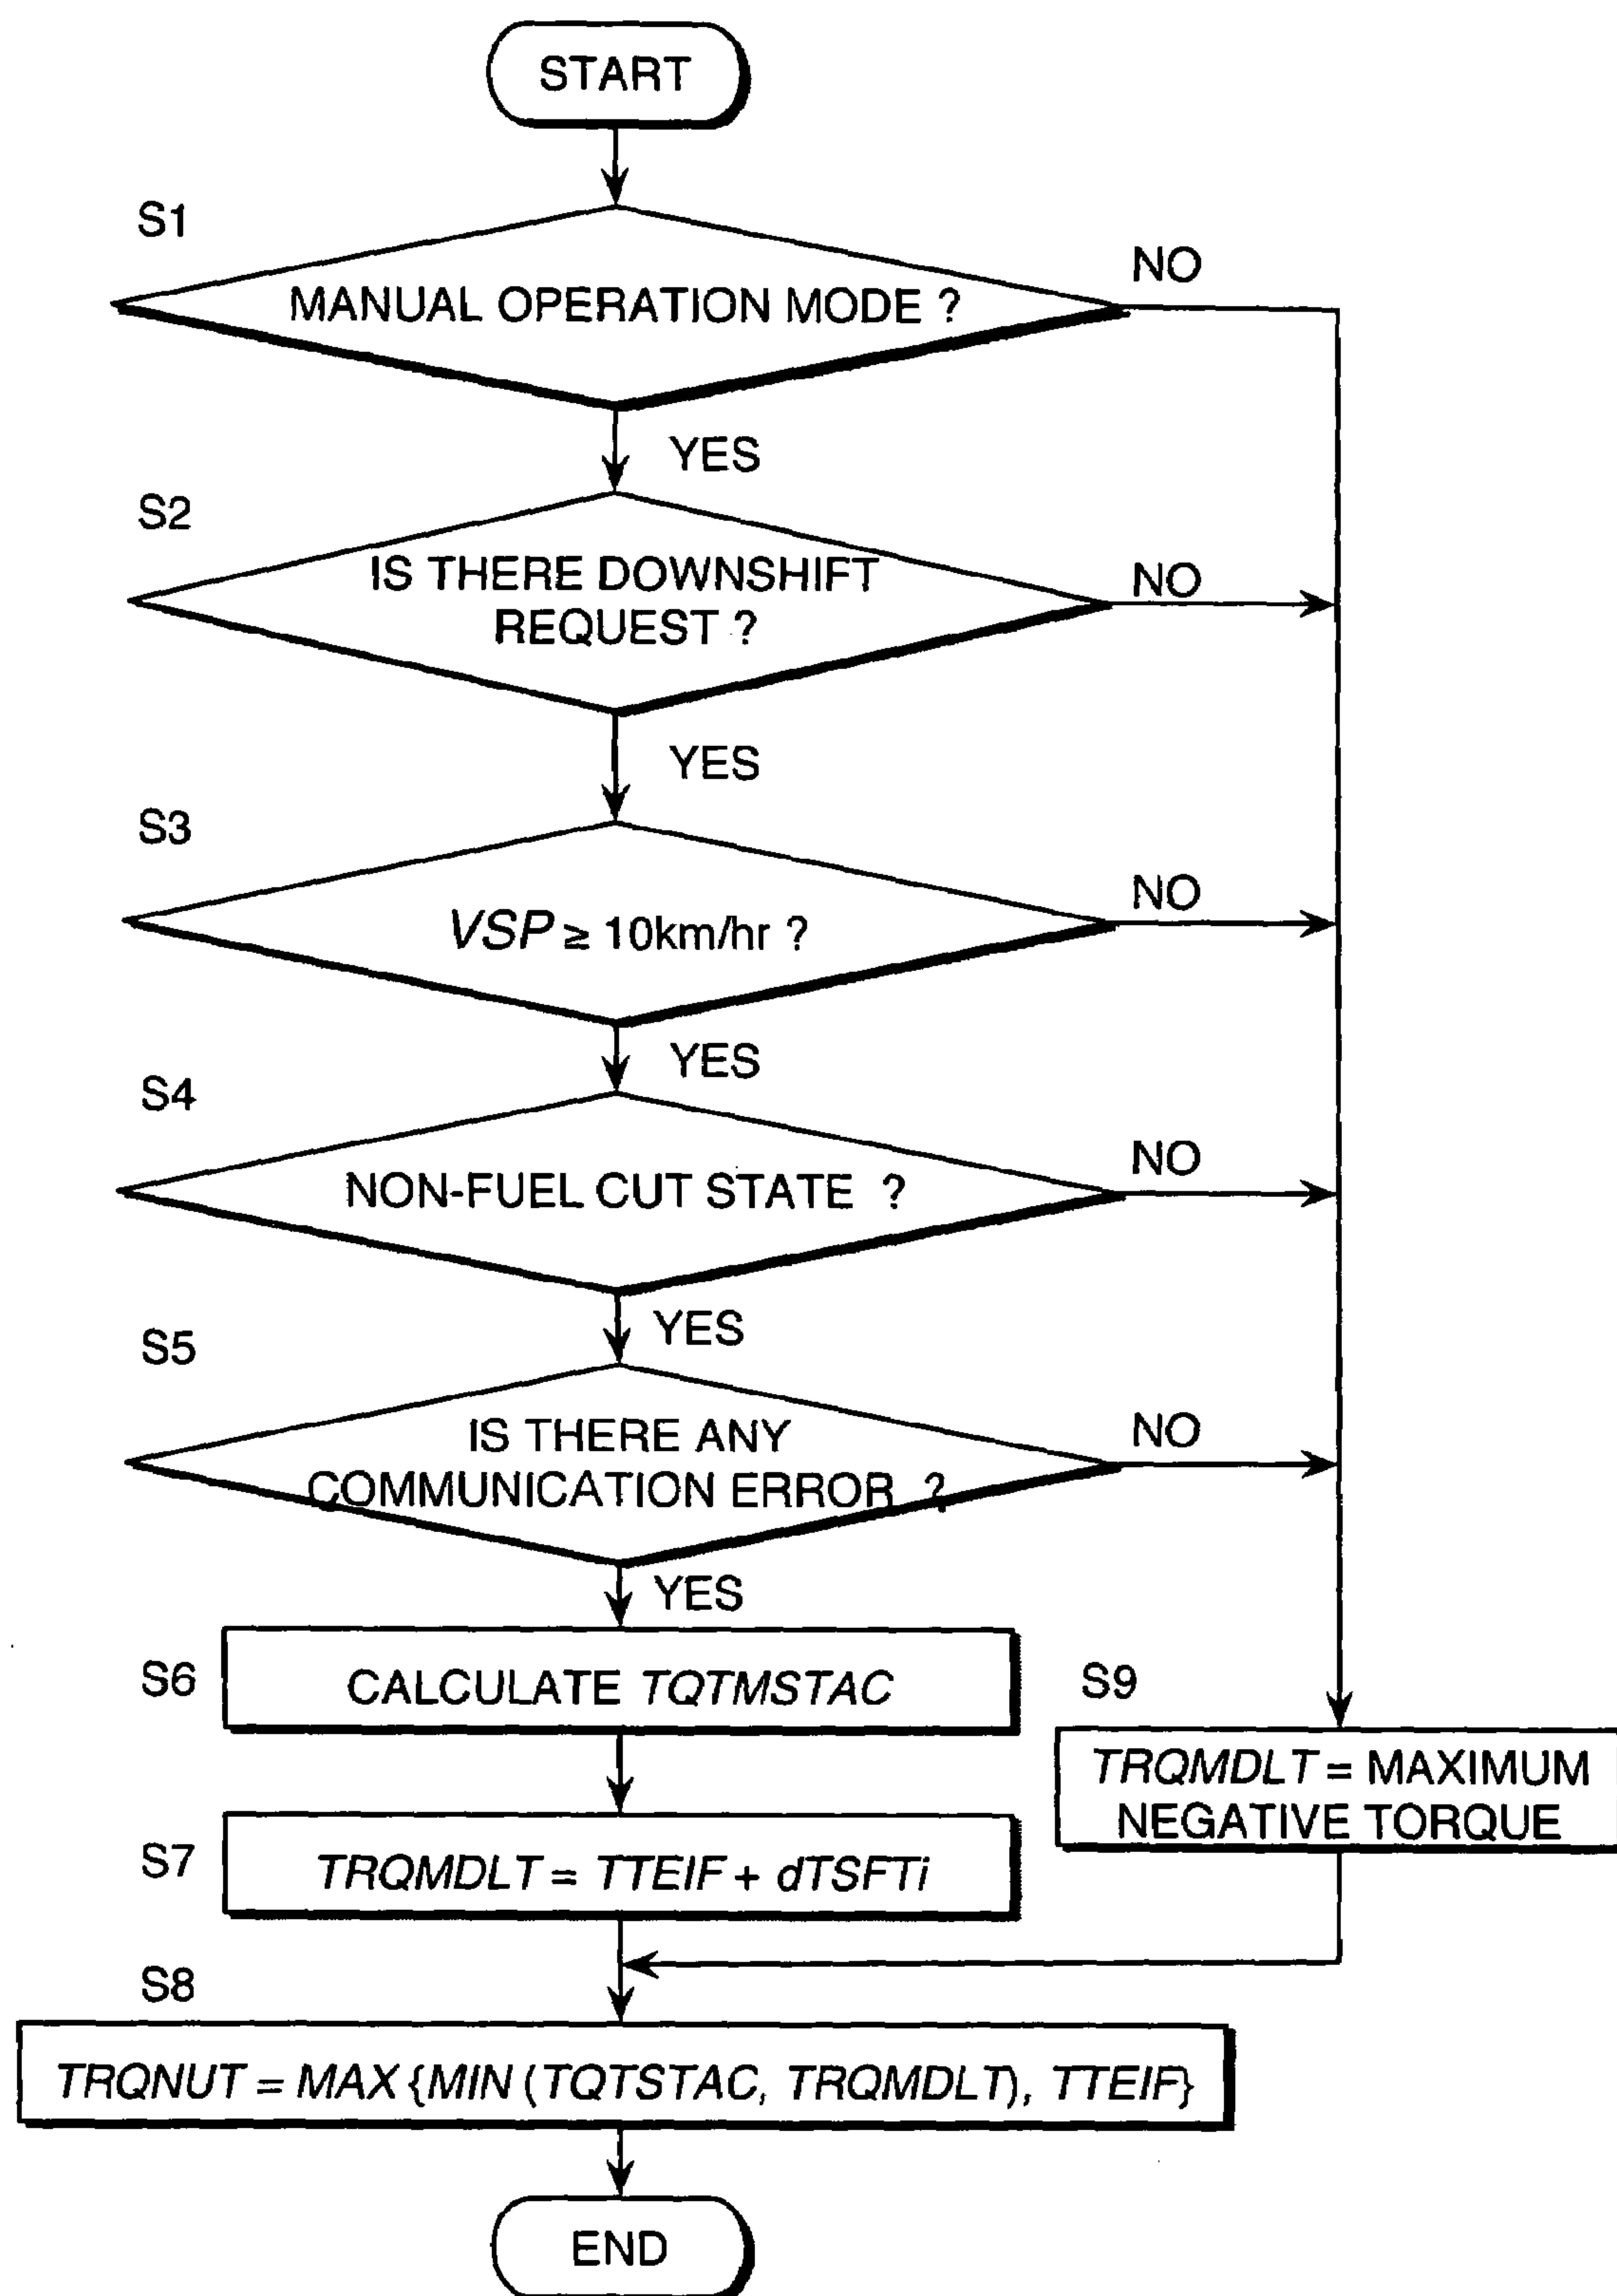 START
S1
MANUAL OPERATION MODE ?
NO
YES
S2
IS THERE DOWNSHIFT
REQUEST ?
NO
YES
S3
VSP ≥ 10km/hr ?
NO
YES
S4
NON-FUEL CUT STATE ?
NO
YES
S5
IS THERE ANY
COMMUNICATION ERROR ?
NO
YES
S6
CALCULATE TQTMSTAC
S9
TRQMDLT = MAXIMUM
NEGATIVE TORQUE
S7
TRQMDLT = TTEIF + dTSFTi
S8
TRQNUT = MAX {MIN (TQTSTAC, TRQMDLT), TTEIF}
END